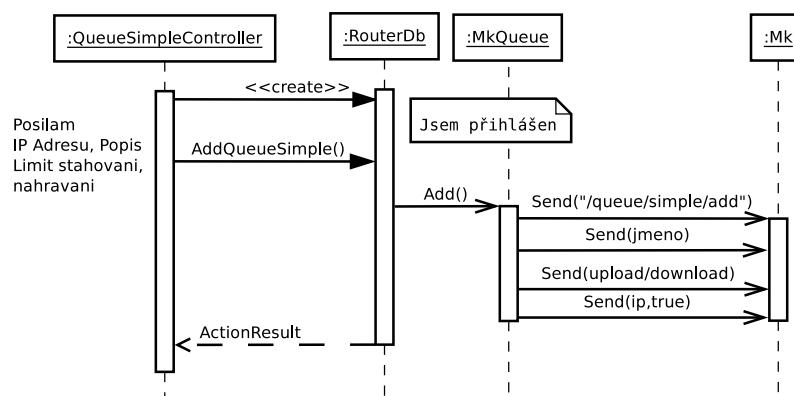 :QueueSimpleController
:RouterDb
:MkQueue
:Mk
<<create>>
Jsem přihlášen
Posilam
IP Adresu, Popis
Limit stahovani,
nahravani
AddQueueSimple()
Add()
Send("/queue/simple/add")
Send(jmeno)
Send(upload/download)
Send(ip,true)
ActionResult